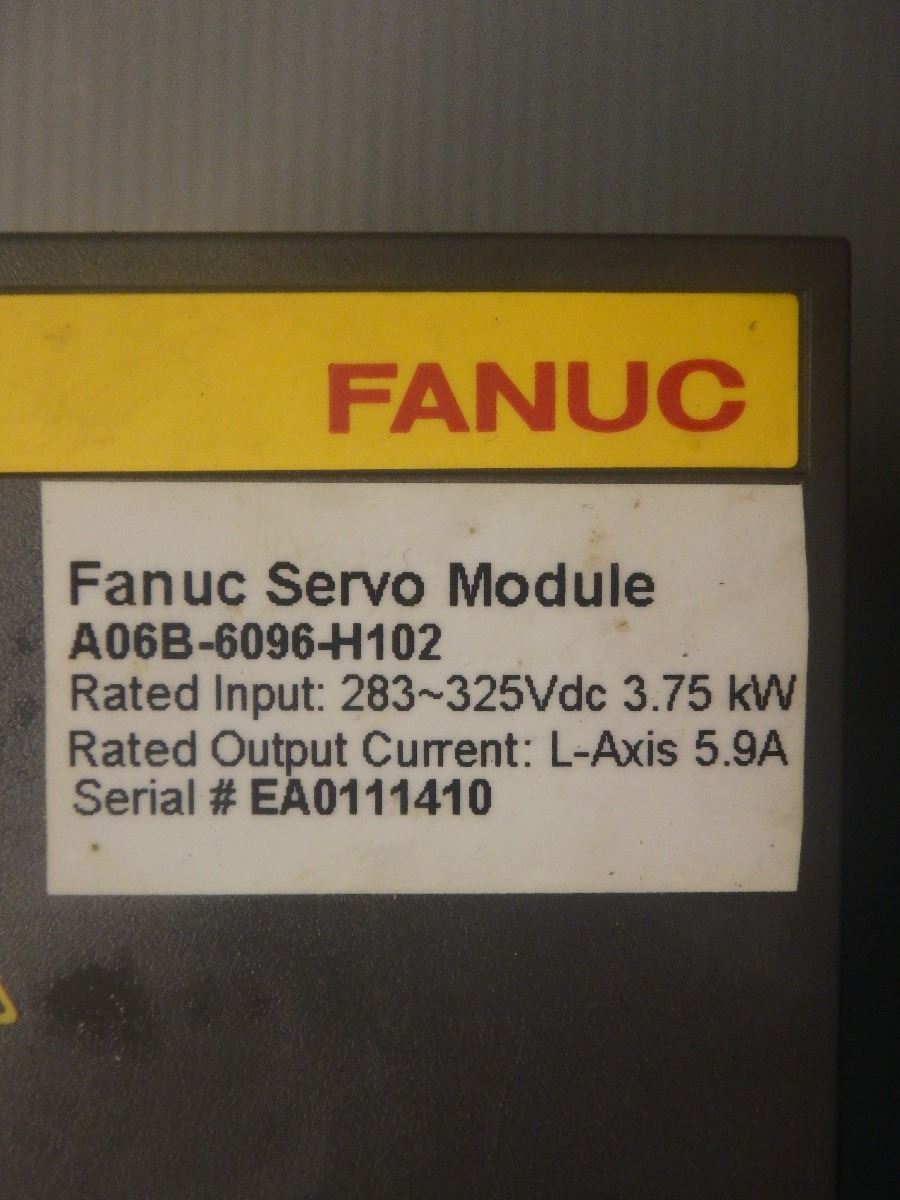 FANUC
Fanuc Servo Module
A06B-6096-H102
Rated Input: 283~325Vdc 3.75 kW
Rated Output Current: L-Axis 5.9A
Serial # EA0111410